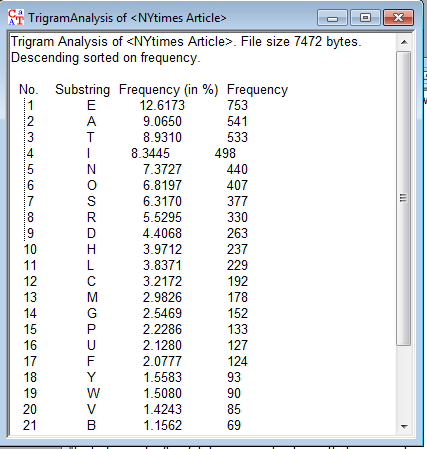 TrigramAnalysis of <NYtimes Article>
Trigram Analysis of <NYtimes Article>. File size 7472 bytes.
Descending sorted on frequency.
No. Substring Frequency (in %) Frequency
1 E 12.6173 753
2 A 9.0650 541
3 T 8.9310 533
4 I 8.3445 498
5 N 7.3727 440
6 O 6.8197 407
7 S 6.3170 377
8 R 5.5295 330
9 D 4.4068 263
10 H 3.9712 237
11 L 3.8371 229
12 C 3.2172 192
13 M 2.9826 178
14 G 2.5469 152
15 P 2.2286 133
16 U 2.1280 127
17 F 2.0777 124
18 Y 1.5583 93
19 W 1.5080 90
20 V 1.4243 85
21 B 1.1562 69